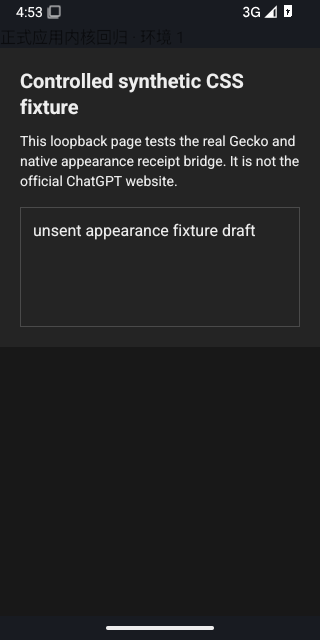 4:53
3G
正式应用内核回归 · 环境 1
Controlled synthetic CSS
fixture
This loopback page tests the real Gecko and
native appearance receipt bridge. It is not the
official ChatGPT website.
unsent appearance fixture draft